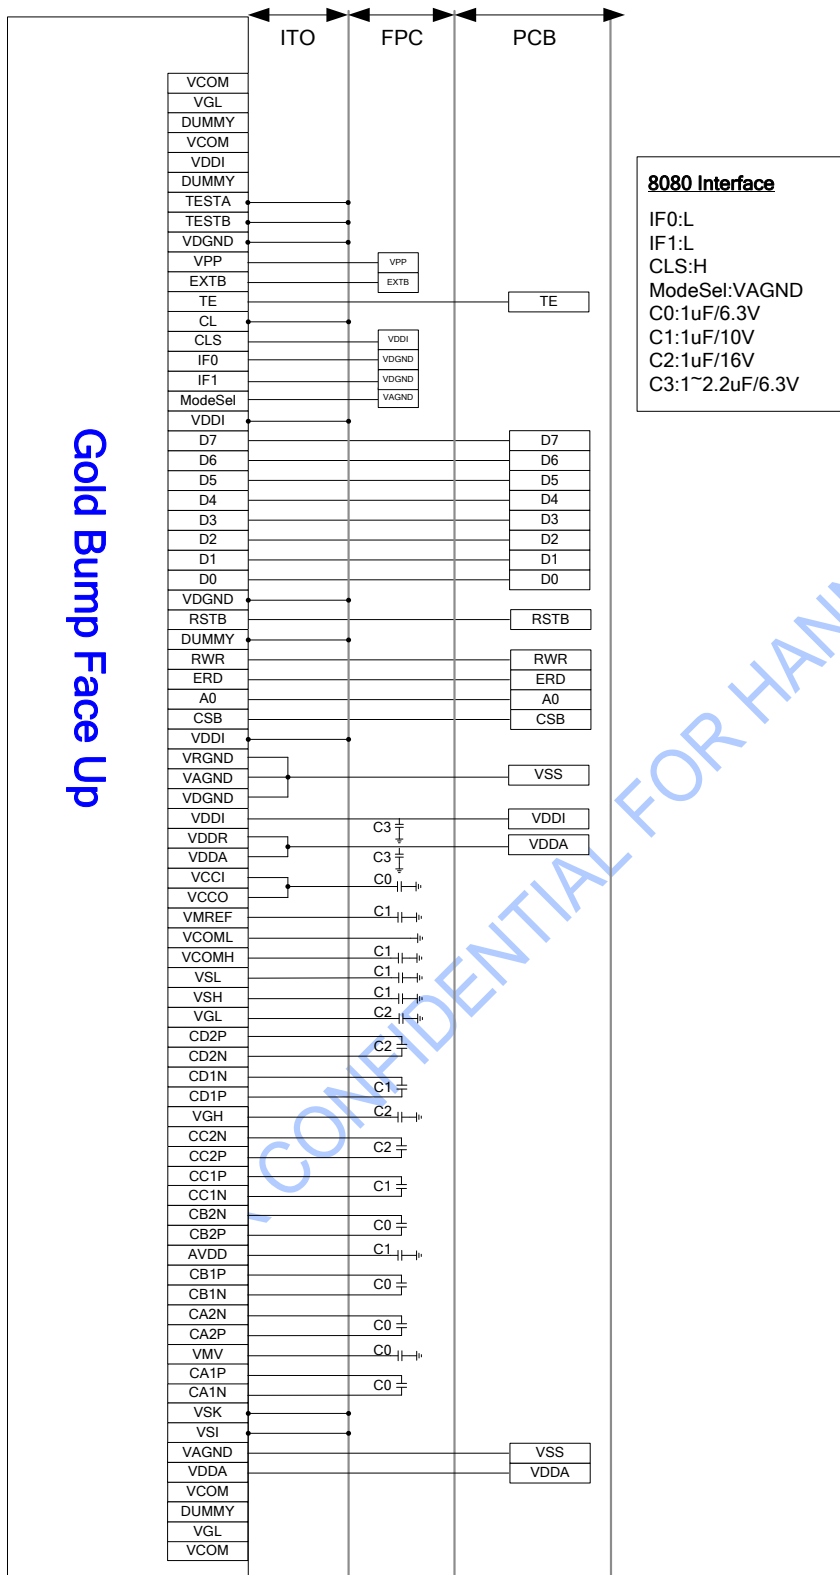 ITO FPC PCB
VCOM
VGL
DUMMY
VCOM
VDDI
DUMMY
TESTA
TESTB
VDGND
VPP VPP
EXTB EXTB
TE TE
CL
CLS VDDI
IF0 VDGND
IF1 VDGND
ModeSel VAGND
VDDI
D7 D7
D6 D6
D5 D5
D4 D4
D3 D3
D2 D2
D1 D1
D0 D0
VDGND
RSTB RSTB
DUMMY
RWR RWR
ERD ERD
A0 A0
CSB CSB
VDDI
VRGND
VAGND VSS
VDGND
VDDI VDDI
C3
VDDR VDDA
VDDA C3
VCCI C0
VCCO
VMREF C1
VCOML
VCOMH C1
VSL C1
VSH C1
VGL C2
CD2P
C2
CD2N
CD1N
C1
CD1P
VGH C2
CC2N
C2
CC2P
CC1P
C1
CC1N
CB2N
C0
CB2P
AVDD C1
CB1P
C0
CB1N
CA2N
C0
CA2P
VMV C0
CA1P
C0
CA1N
VSK
VSI
VAGND VSS
VDDA VDDA
VCOM
DUMMY
VGL
VCOM
Gold Bump Face Up
8080 Interface
IF0:L
IF1:L
CLS:H
ModeSel:VAGND
C0:1uF/6.3V
C1:1uF/10V
C2:1uF/16V
C3:1~2.2uF/6.3V
CONFIDENTIAL FOR